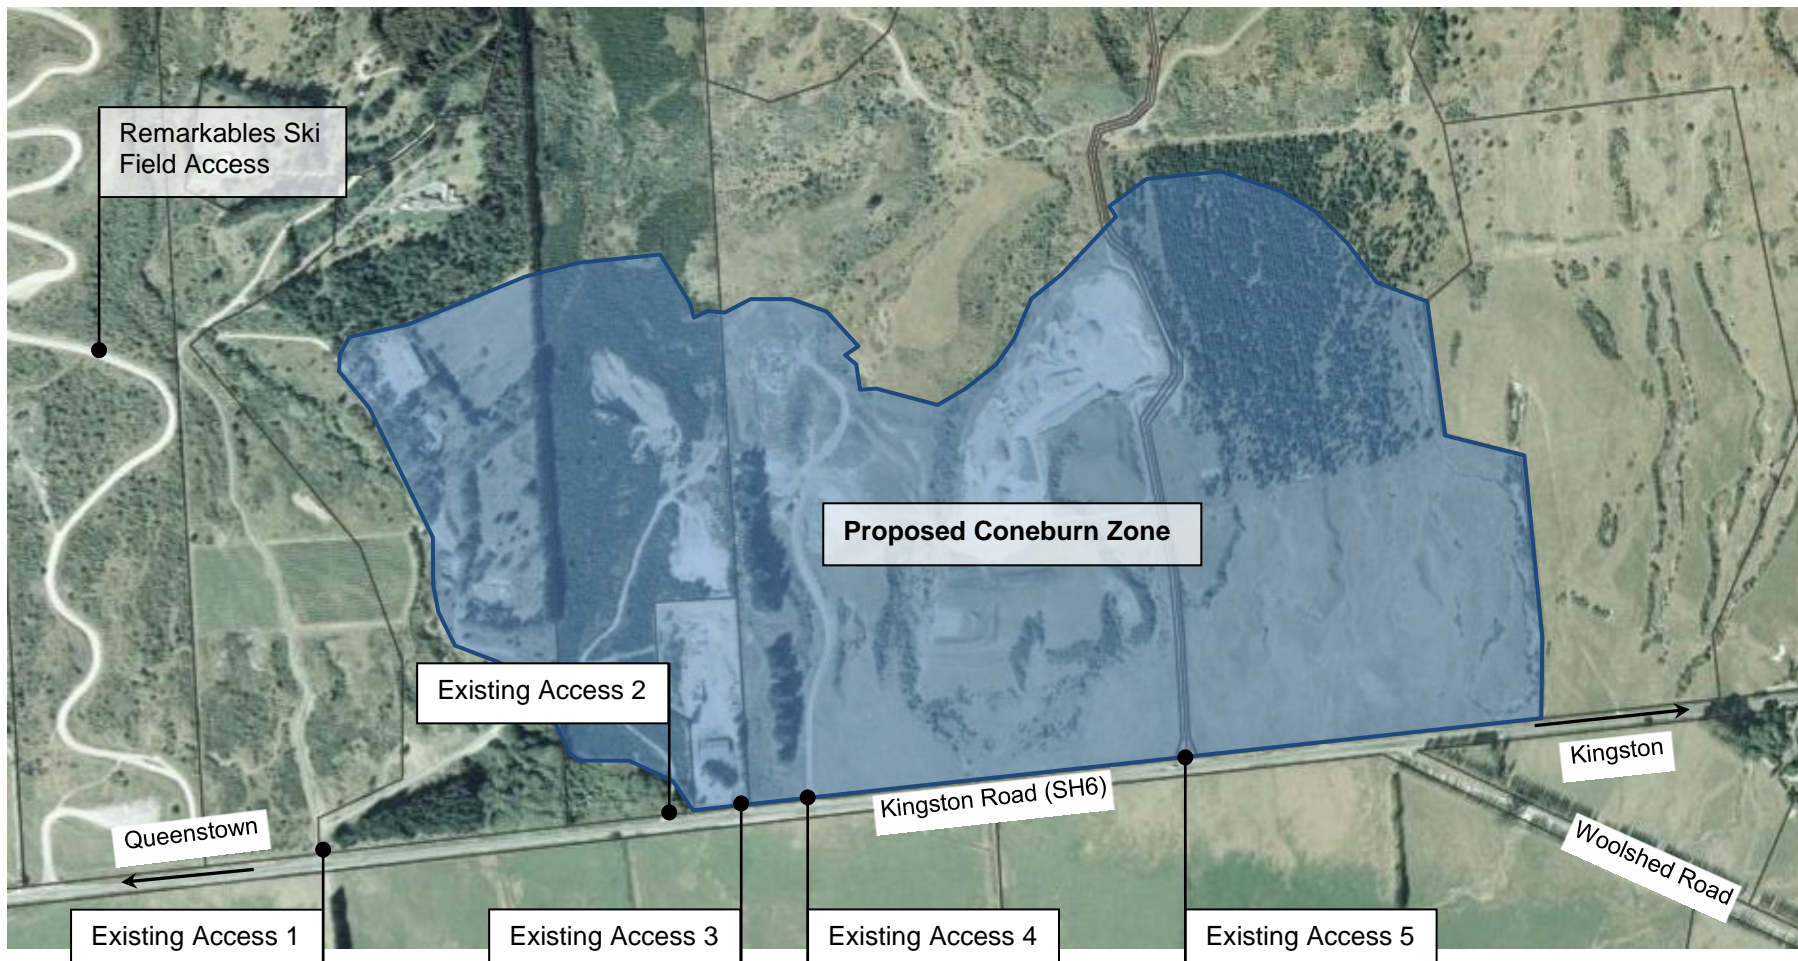 Remarkables Ski
Field Access
Proposed Coneburn Zone
Existing Access 2
Kingston
Kingston Road (SH6)
Queenstown
Woolshed Road
Existing Access 1
Existing Access 3
Existing Access 4
Existing Access 5